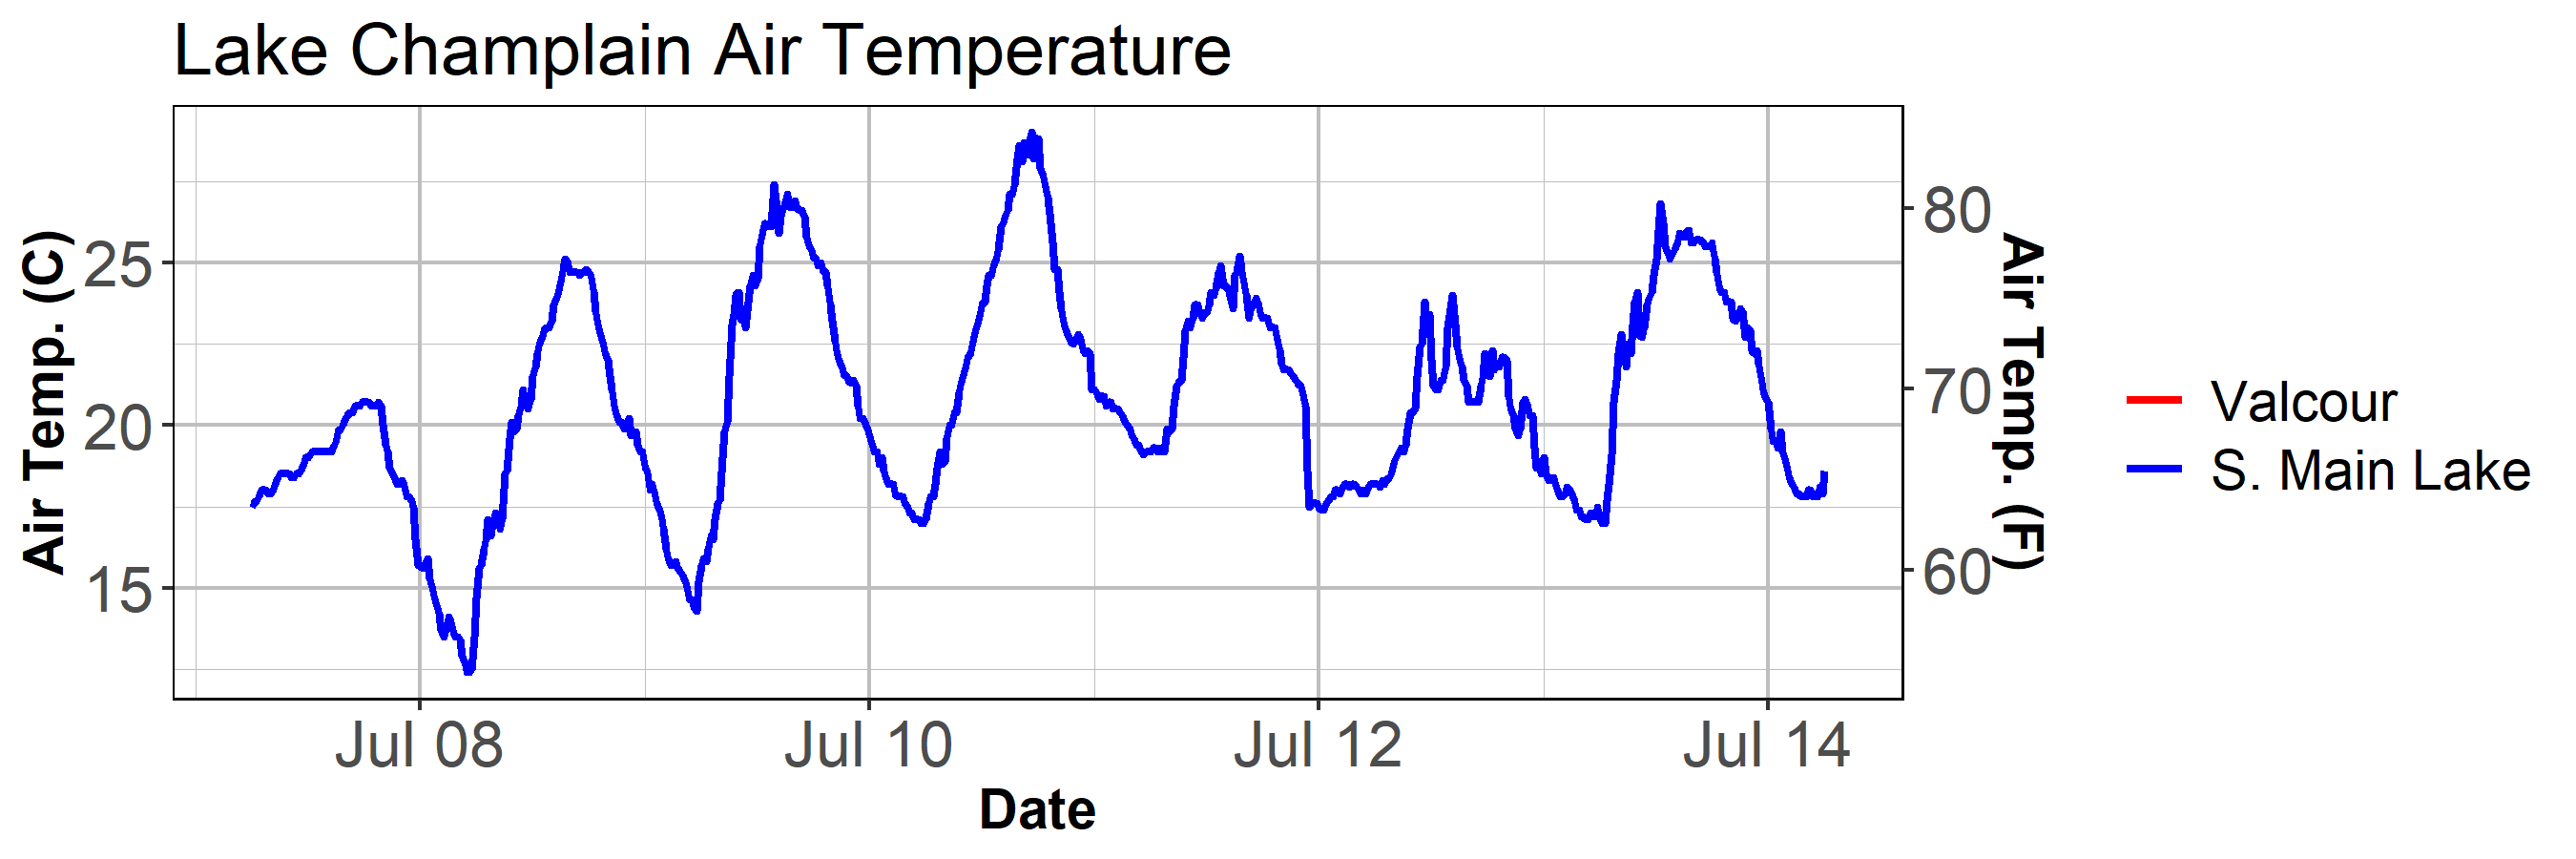 Lake Champlain Air Temperature
Air Temp. (C)
25
20
15
80
70
60
Air Temp. (F)
Jul 08
Jul 10
Jul 12
Jul 14
Date
Valcour
S. Main Lake